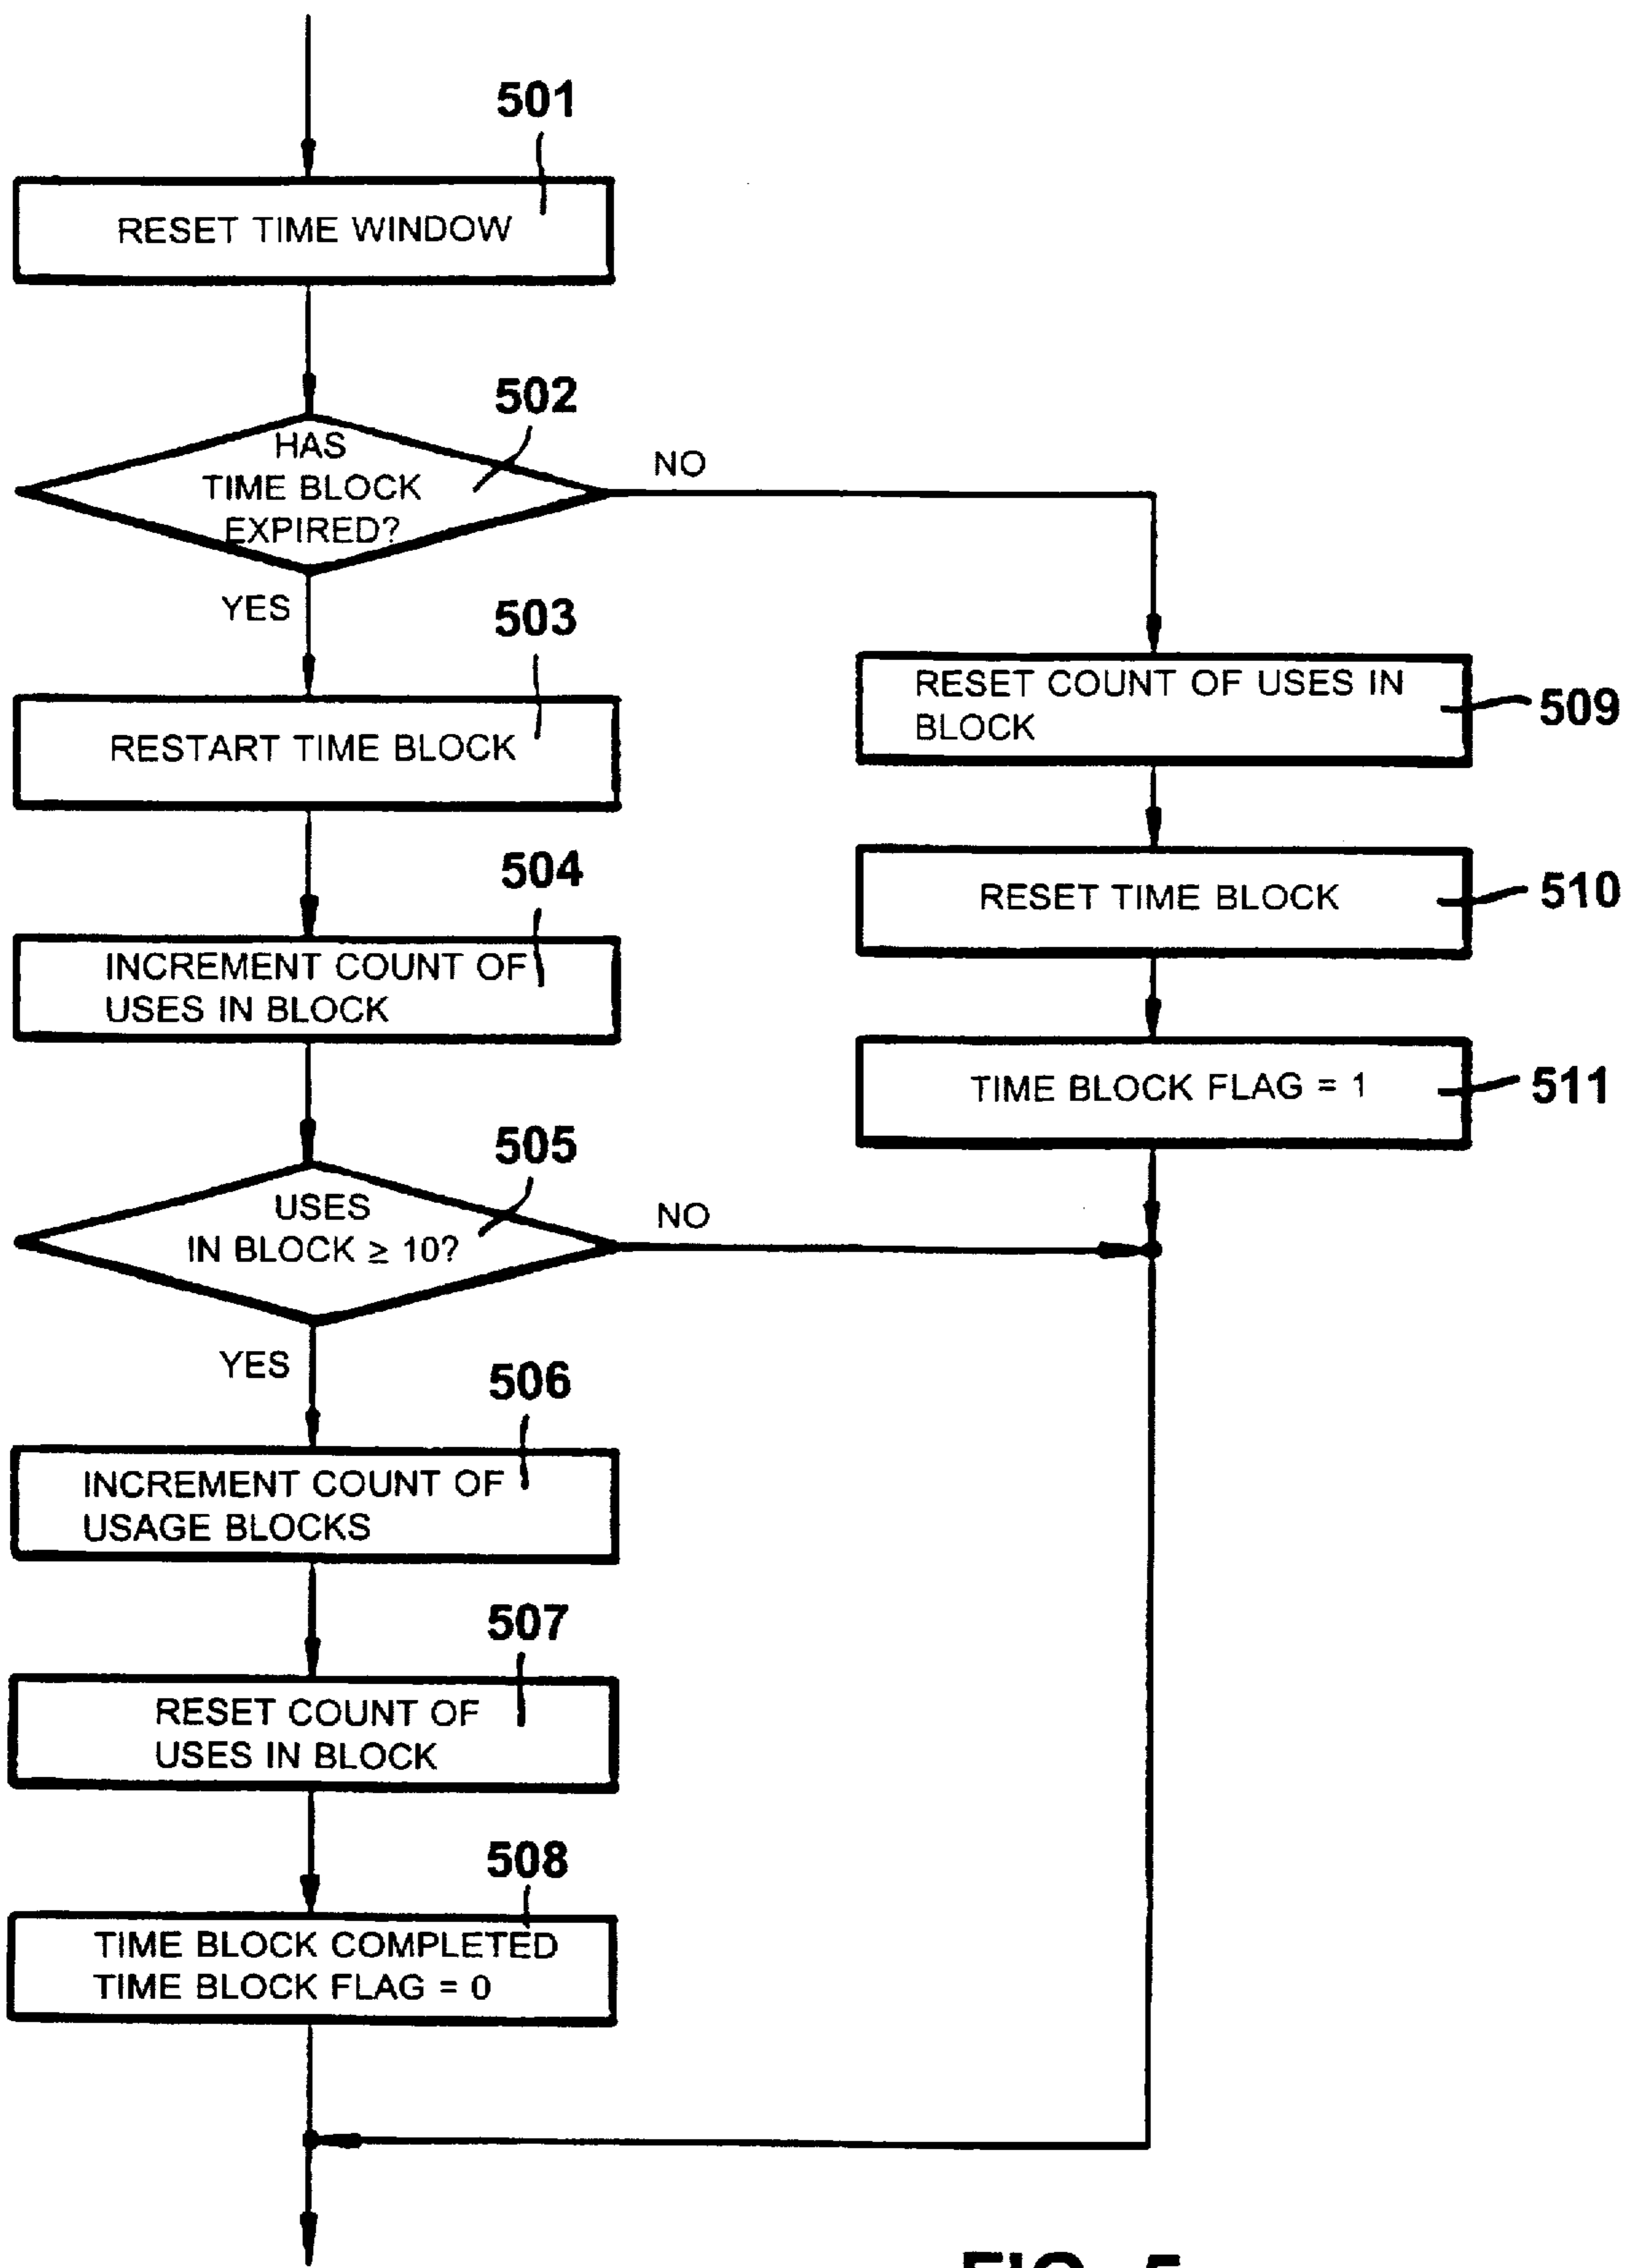 501
RESET TIME WINDOW
502
HAS
TIME BLOCK
EXPIRED?
NO
YES
503
RESTART TIME BLOCK
RESET COUNT OF USES IN
BLOCK
509
504
INCREMENT COUNT OF
USES IN BLOCK
RESET TIME BLOCK
510
TIME BLOCK FLAG = 1
511
505
USES
IN BLOCK ≥ 10?
NO
YES
506
INCREMENT COUNT OF
USAGE BLOCKS
507
RESET COUNT OF
USES IN BLOCK
508
TIME BLOCK COMPLETED
TIME BLOCK FLAG = 0